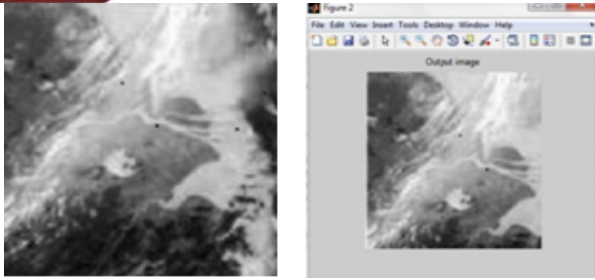 Figure 2
File Edit View Insert Tools Desktop Window Help
Output image